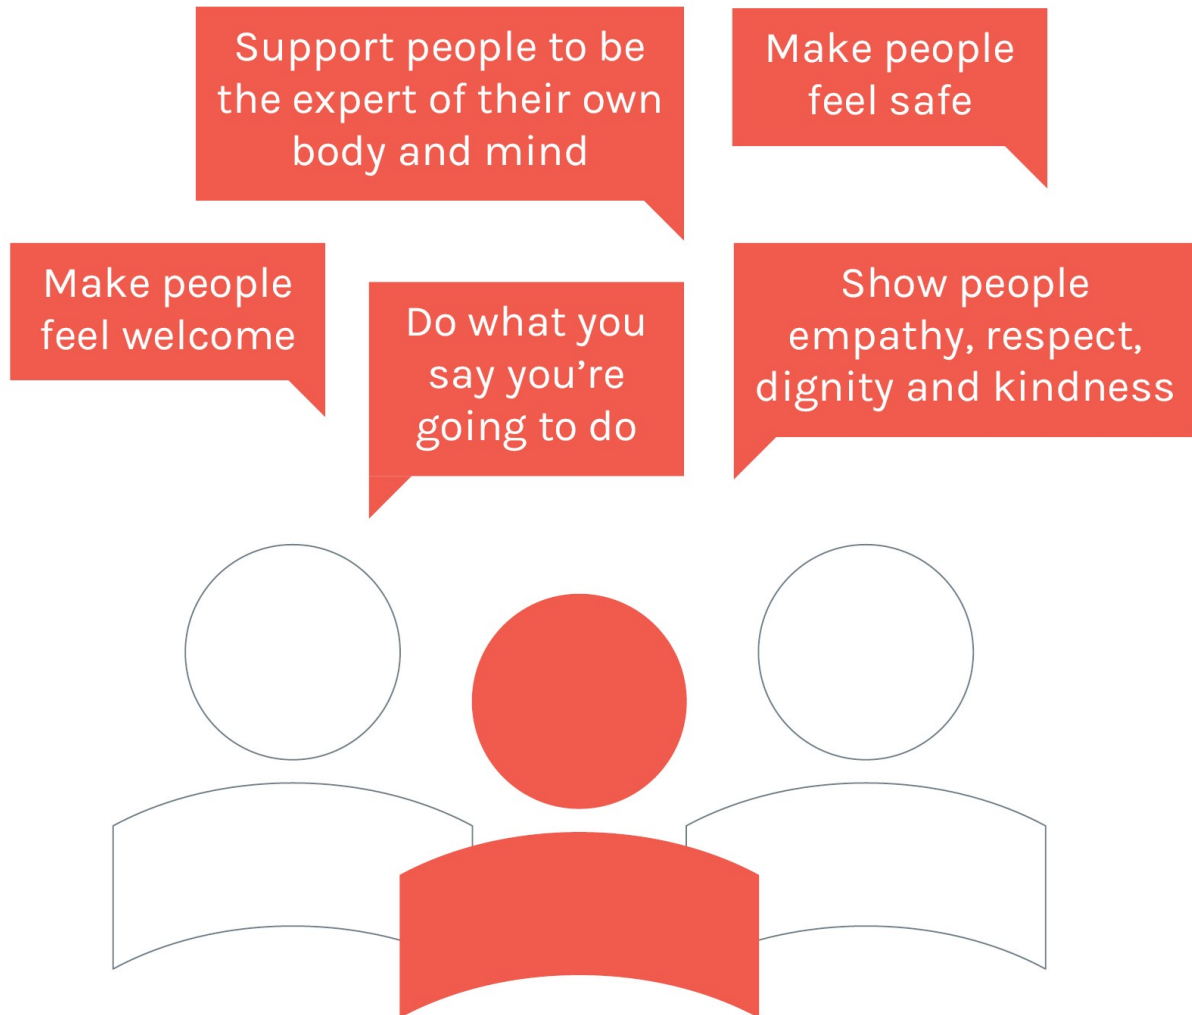 Support people to be
the expert of their own
body and mind
Make people
feel safe
Make people
feel welcome
Do what you
say you’re
going to do
Show people
empathy, respect,
dignity and kindness